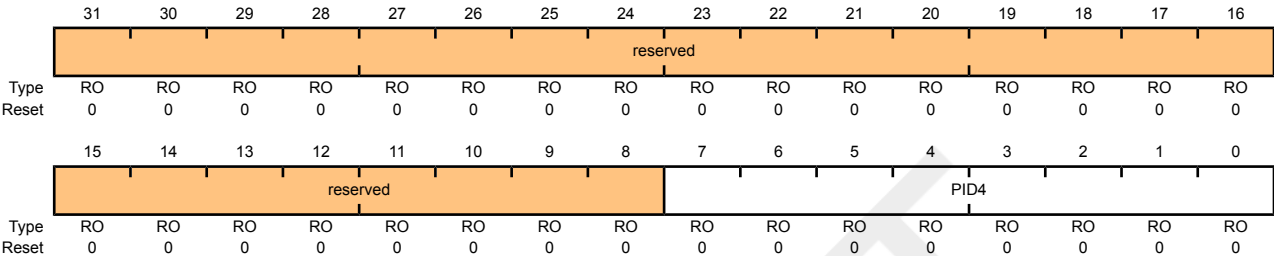 31 30 29 28 27 26 25 24 23 22 21 20 19 18 17 16
reserved
Type RO RO RO RO RO RO RO RO RO RO RO RO RO RO RO RO
Reset 0 0 0 0 0 0 0 0 0 0 0 0 0 0 0 0
15 14 13 12 11 10 9 8 7 6 5 4 3 2 1 0
reserved PID4
Type RO RO RO RO RO RO RO RO RO RO RO RO RO RO RO RO
Reset 0 0 0 0 0 0 0 0 0 0 0 0 0 0 0 0